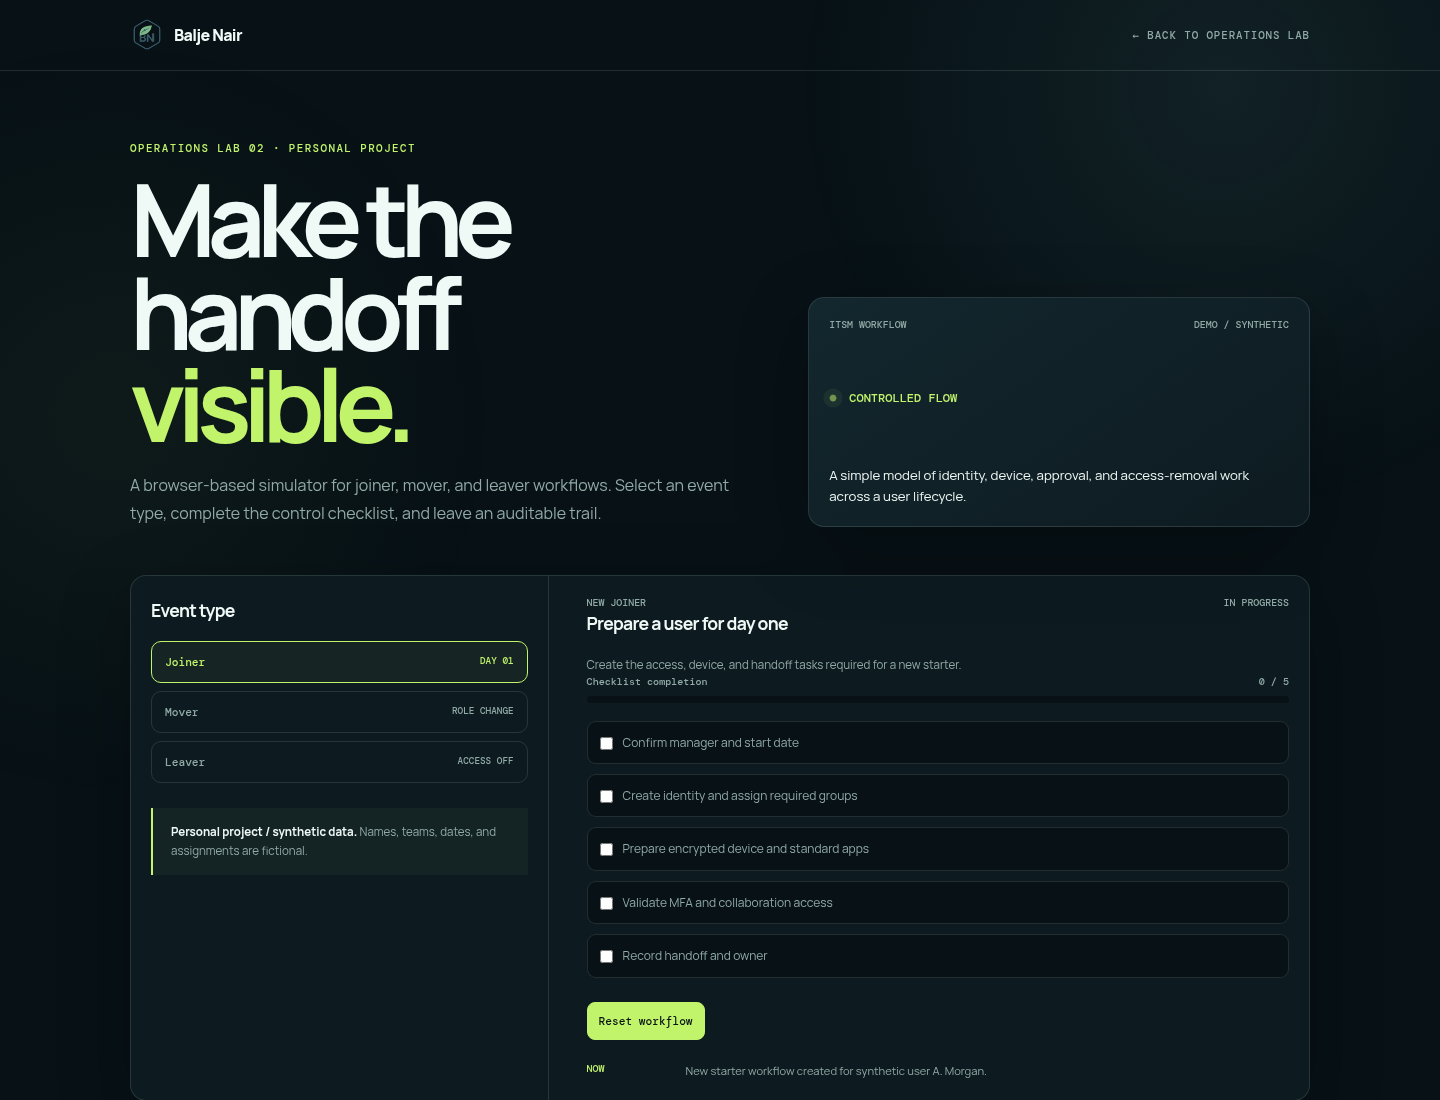 BN
Balje Nair
← BACK TO OPERATIONS LAB
OPERATIONS LAB 02 · PERSONAL PROJECT
Make the
handoff
visible.
A browser-based simulator for joiner, mover, and leaver workflows. Select an event
type, complete the control checklist, and leave an auditable trail.
ITSM WORKFLOW
DEMO / SYNTHETIC
CONTROLLED FLOW
A simple model of identity, device, approval, and access-removal work
across a user lifecycle.
Event type
Joiner
DAY 01
Mover
ROLE CHANGE
Leaver
ACCESS OFF
Personal project / synthetic data. Names, teams, dates, and
assignments are fictional.
NEW JOINER
IN PROGRESS
Prepare a user for day one
Create the access, device, and handoff tasks required for a new starter.
Checklist completion
0 / 5
Confirm manager and start date
Create identity and assign required groups
Prepare encrypted device and standard apps
Validate MFA and collaboration access
Record handoff and owner
Reset workflow
NOW
New starter workflow created for synthetic user A. Morgan.